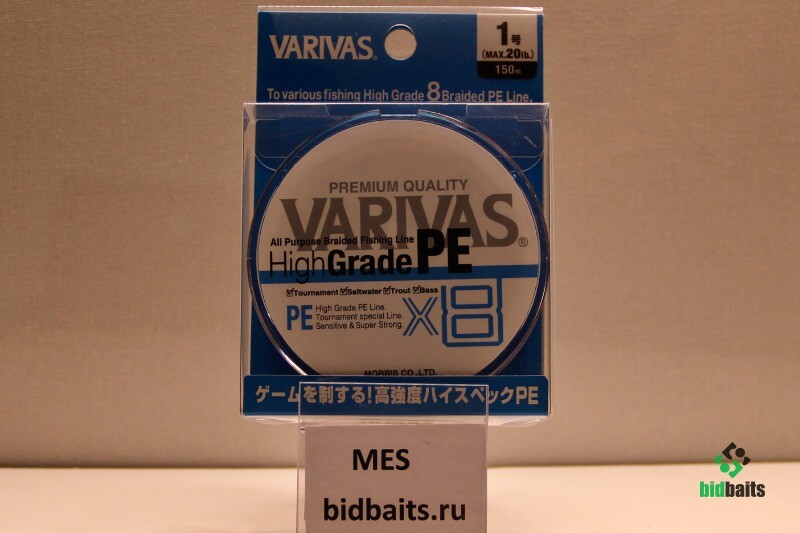 VARIVAS®
1号
(MAX.20lb.)
150m
To various fishing High Grade 8 Braided PE Line.
PREMIUM QUALITY
VARIVAS®
All Purpose Braided Fishing Line
HighGrade PE
Tournament Saltwater Trout Bass
PE High Grade PE Line.
Tournament special Line.
Sensitive & Super Strong.
X8
MORRIS CO.,LTD.
ゲームを制する!高強度ハイスペックPE
MES
bidbaits.ru
bidbaits